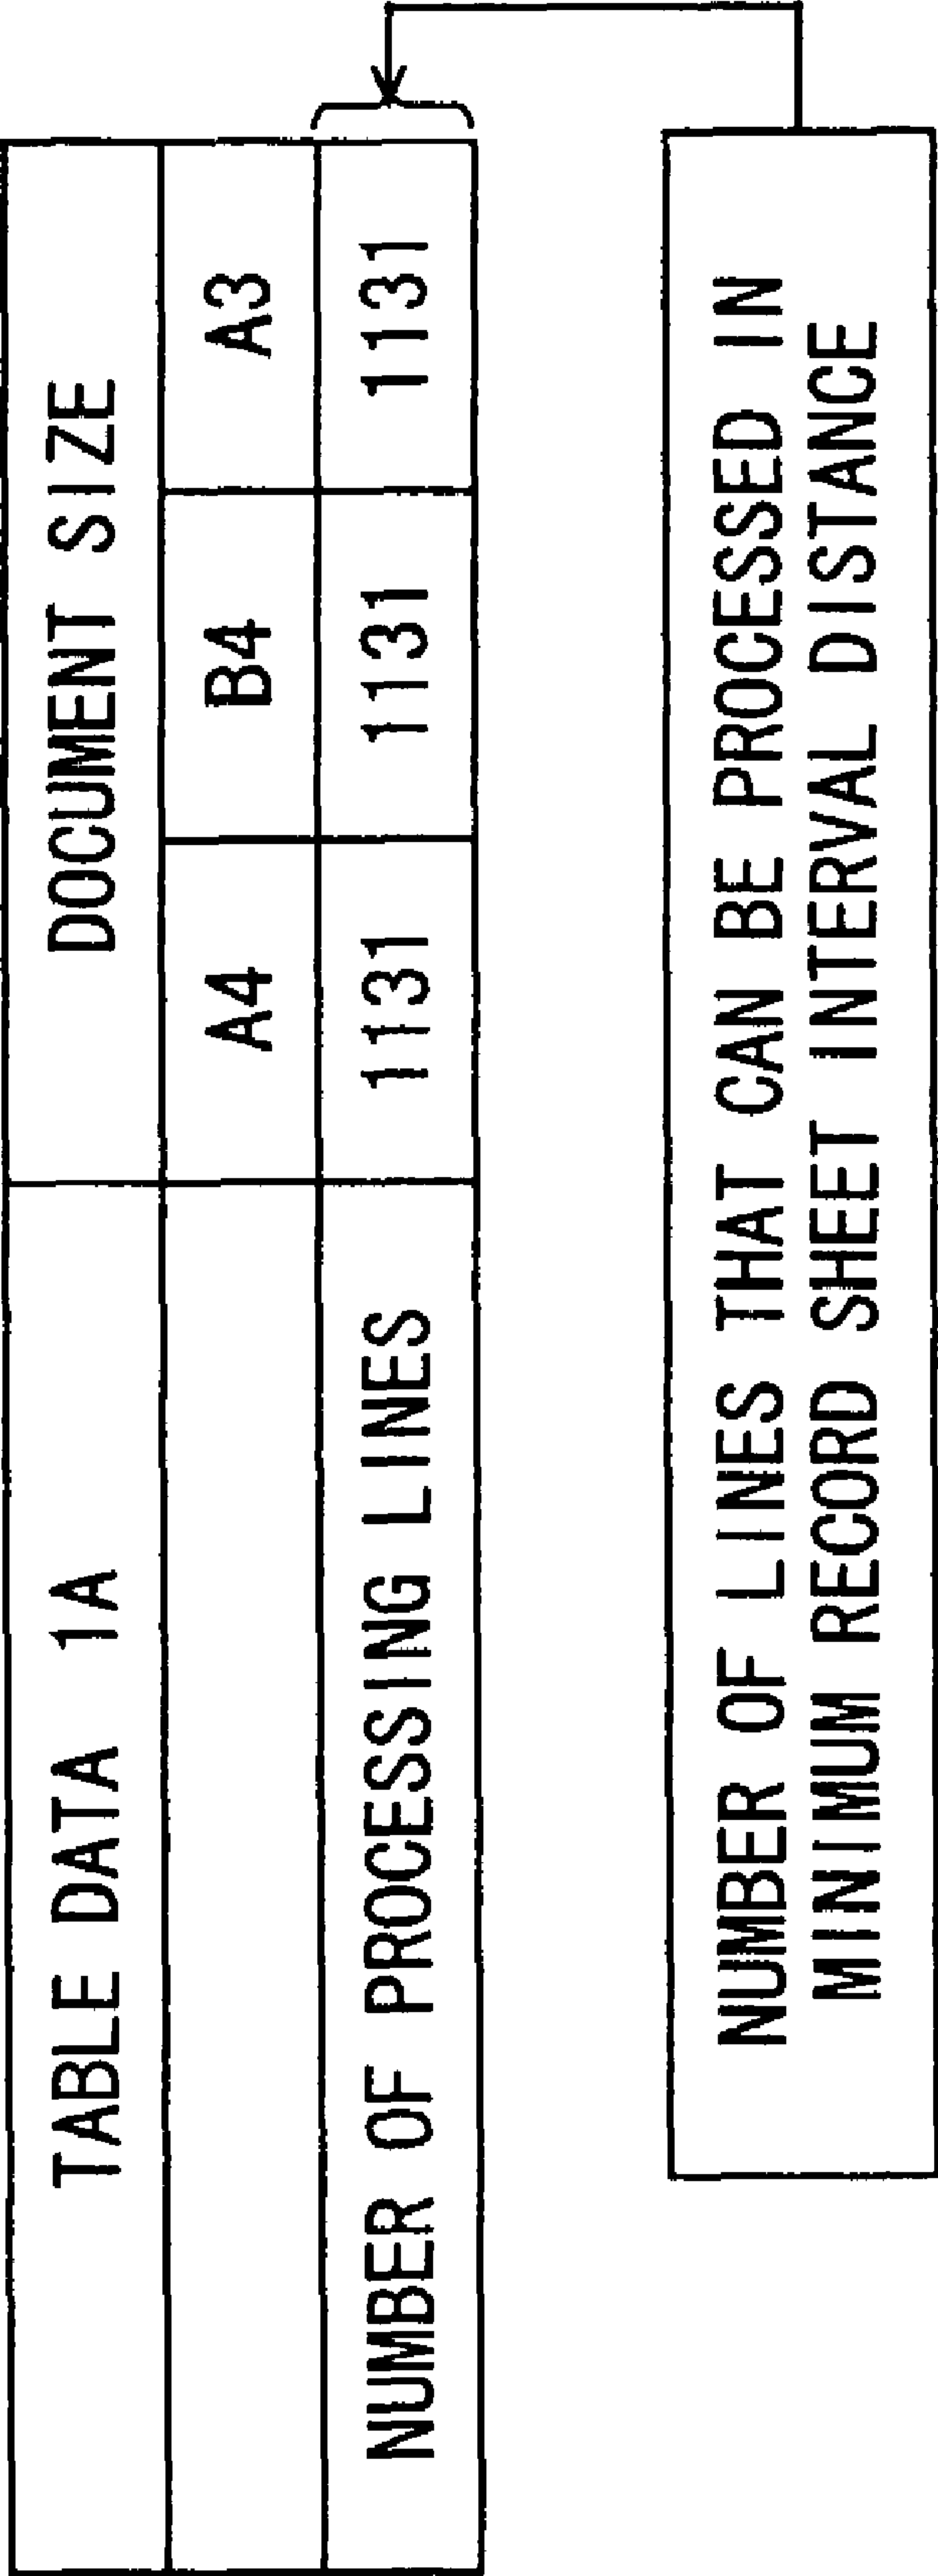 TABLE DATA 1A DOCUMENT SIZE
A4 B4 A3
NUMBER OF PROCESSING LINES 1131 1131 1131
NUMBER OF LINES THAT CAN BE PROCESSED IN
MINIMUM RECORD SHEET INTERVAL DISTANCE